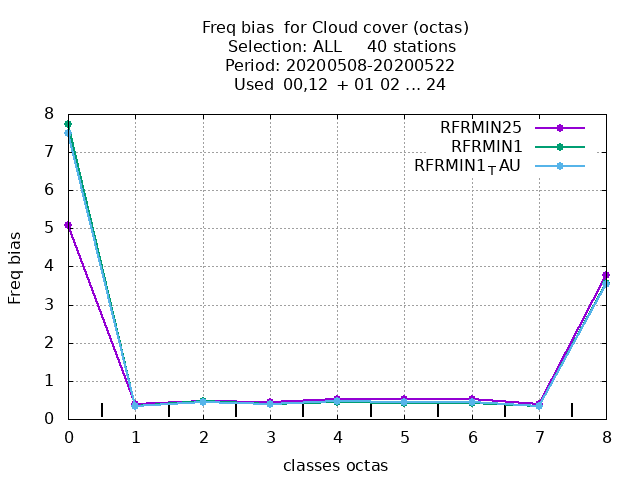 Freq bias for Cloud cover (octas)
Selection: ALL 40 stations
Period: 20200508-20200522
Used 00,12 + 01 02 ... 24
RFRMIN25
RFRMIN1
RFRMIN1TAU
Freq bias
8
7
6
5
4
3
2
1
0
0 1 2 3 4 5 6 7 8
classes octas